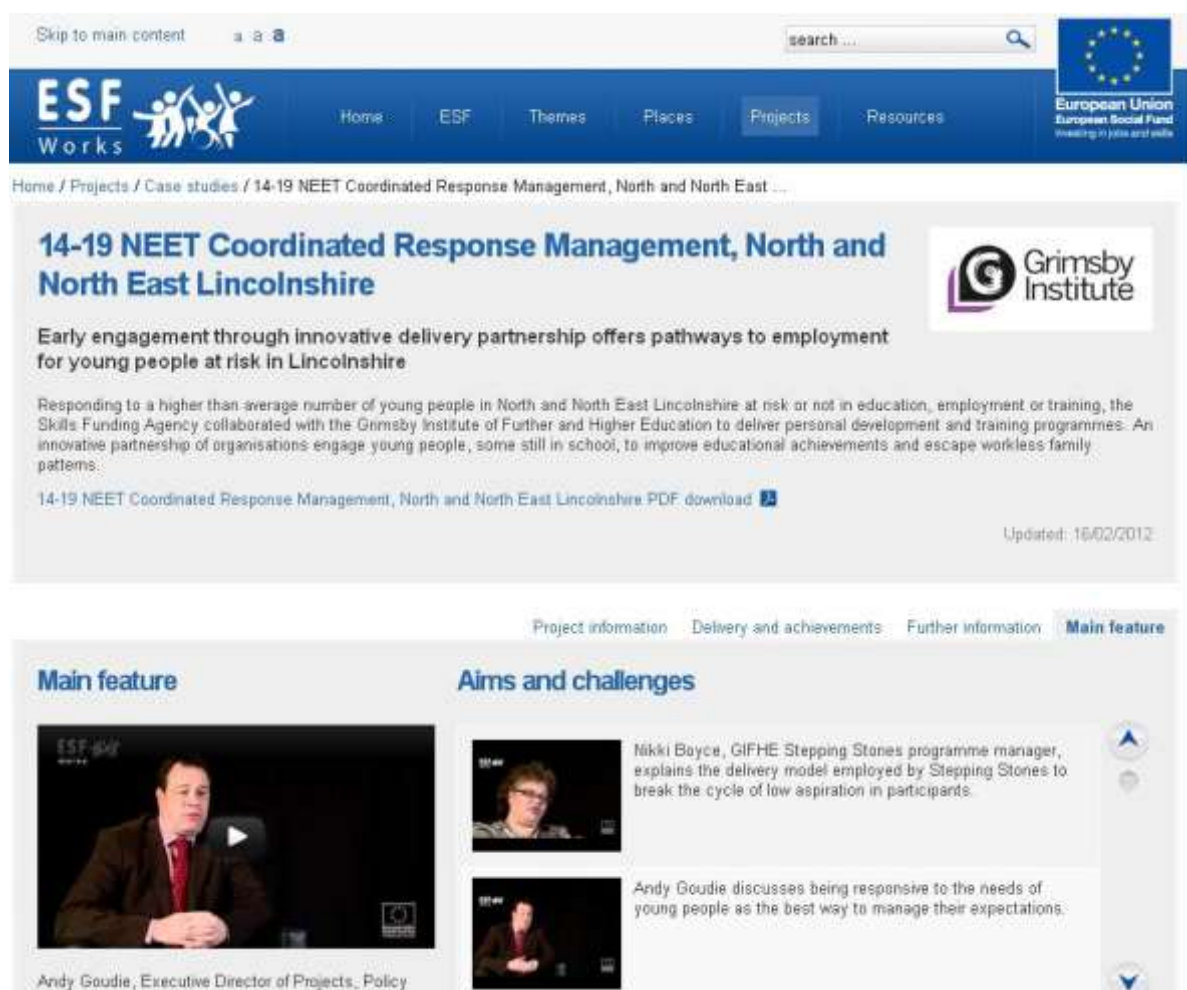 Skip to main content a a a
search ...
ESF
Works
Home ESF Themes Places Projects Resources
European Union
European Social Fund
Investing in jobs and skills
Home / Projects / Case studies / 14-19 NEET Coordinated Response Management, North and North East ...
14-19 NEET Coordinated Response Management, North and
North East Lincolnshire
Grimsby
Institute
Early engagement through innovative delivery partnership offers pathways to employment
for young people at risk in Lincolnshire
Responding to a higher than average number of young people in North and North East Lincolnshire at risk or not in education, employment or training, the
Skills Funding Agency collaborated with the Grimsby Institute of Further and Higher Education to deliver personal development and training programmes. An
innovative partnership of organisations engage young people, some still in school, to improve educational achievements and escape workless family
patterns.
14-19 NEET Coordinated Response Management, North and North East Lincolnshire PDF download
Updated: 16/02/2012
Project information Delivery and achievements Further information Main feature
Main feature
Aims and challenges
ESF
Works
Nikki Boyce, GIFHE Stepping Stones programme manager,
explains the delivery model employed by Stepping Stones to
break the cycle of low aspiration in participants.
Andy Goudie discusses being responsive to the needs of
young people as the best way to manage their expectations.
Andy Goudie, Executive Director of Projects, Policy